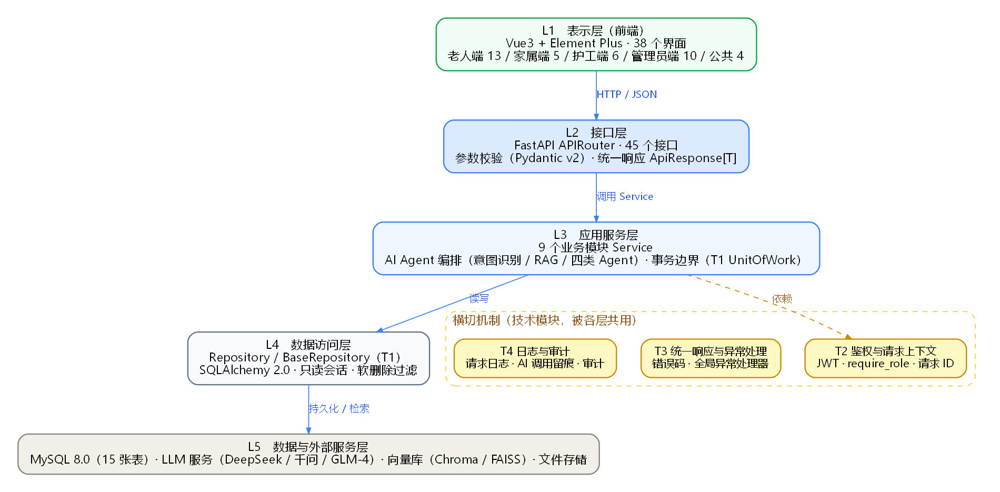 L1　表示层（前端）
Vue3 + Element Plus · 38 个界面
老人端 13 / 家属端 5 / 护工端 6 / 管理员端 10 / 公共 4
HTTP / JSON
L2　接口层
FastAPI APIRouter · 45 个接口
参数校验（Pydantic v2）· 统一响应 ApiResponse[T]
调用 Service
L3　应用服务层
9 个业务模块 Service
AI Agent 编排（意图识别 / RAG / 四类 Agent）· 事务边界（T1 UnitOfWork）
读写
依赖
横切机制（技术模块，被各层共用）
L4　数据访问层
Repository / BaseRepository（T1）
SQLAlchemy 2.0 · 只读会话 · 软删除过滤
T4 日志与审计
请求日志 · AI 调用留痕 · 审计
T3 统一响应与异常处理
错误码 · 全局异常处理器
T2 鉴权与请求上下文
JWT · require_role · 请求 ID
持久化 / 检索
L5　数据与外部服务层
MySQL 8.0（15 张表）· LLM 服务（DeepSeek / 千问 / GLM-4）· 向量库（Chroma / FAISS）· 文件存储